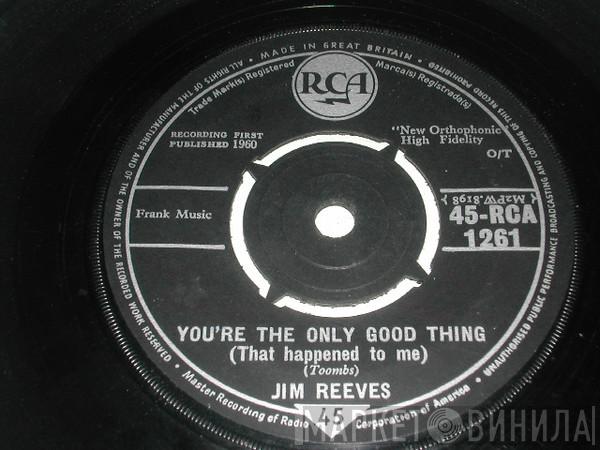 MADE IN GREAT BRITAIN
ALL RIGHTS OF THE MANUFACTURER AND OF THE OWNER OF THE RECORDED WORK RESERVED
UNAUTHORISED PUBLIC PERFORMANCE BROADCASTING AND COPYING OF THIS RECORD PROHIBITED
Trade Mark(s) Registered
Marca(s) Registrada(s)
RCA
RECORDING FIRST
PUBLISHED 1960
"New Orthophonic"
High Fidelity
O/T
Frank Music
M2PW.8198
45-RCA
1261
YOU'RE THE ONLY GOOD THING
(That happened to me)
(Toombs)
JIM REEVES
Master Recording of Radio Corporation of America
45
МАРКЕТ ВИНИЛА